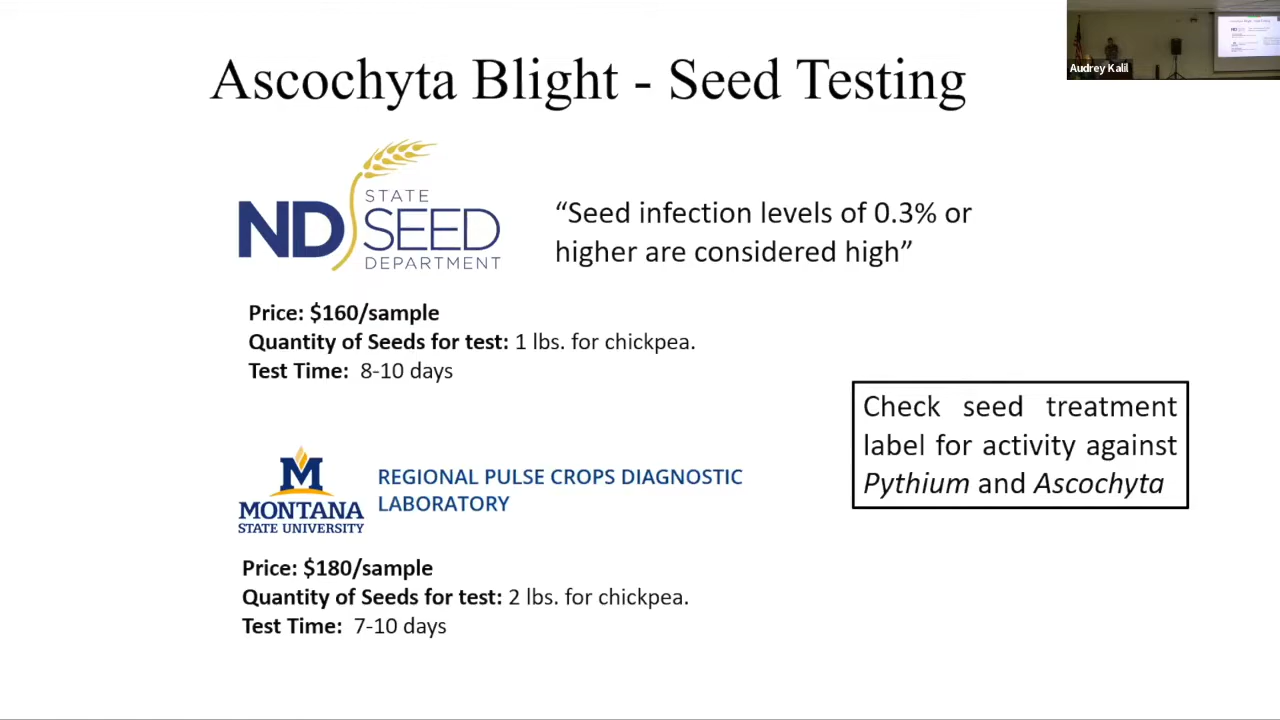 Ascochyta Blight - Seed Testing
Audrey Kalil
ND STATE SEED DEPARTMENT
“Seed infection levels of 0.3% or
higher are considered high”
Price: $160/sample
Quantity of Seeds for test: 1 lbs. for chickpea.
Test Time: 8-10 days
Check seed treatment
label for activity against
Pythium and Ascochyta
M
MONTANA
STATE UNIVERSITY
REGIONAL PULSE CROPS DIAGNOSTIC
LABORATORY
Price: $180/sample
Quantity of Seeds for test: 2 lbs. for chickpea.
Test Time: 7-10 days